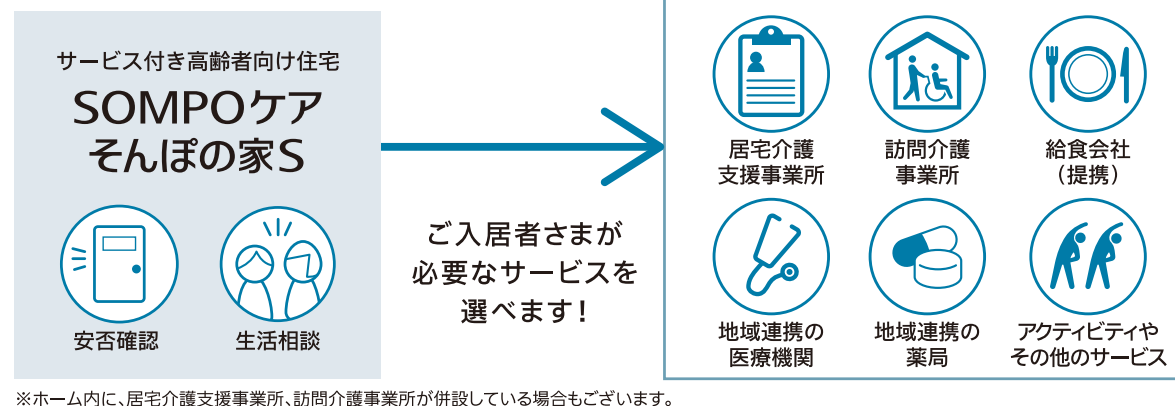 サービス付き高齢者向け住宅
SOMPOケア
そんぽの家S
安否確認
生活相談
ご入居者さまが
必要なサービスを
選べます!
居宅介護
支援事業所
訪問介護
事業所
給食会社
（提携）
地域連携の
医療機関
地域連携の
薬局
アクティビティや
その他のサービス
※ホーム内に、居宅介護支援事業所、訪問介護事業所が併設している場合もございます。